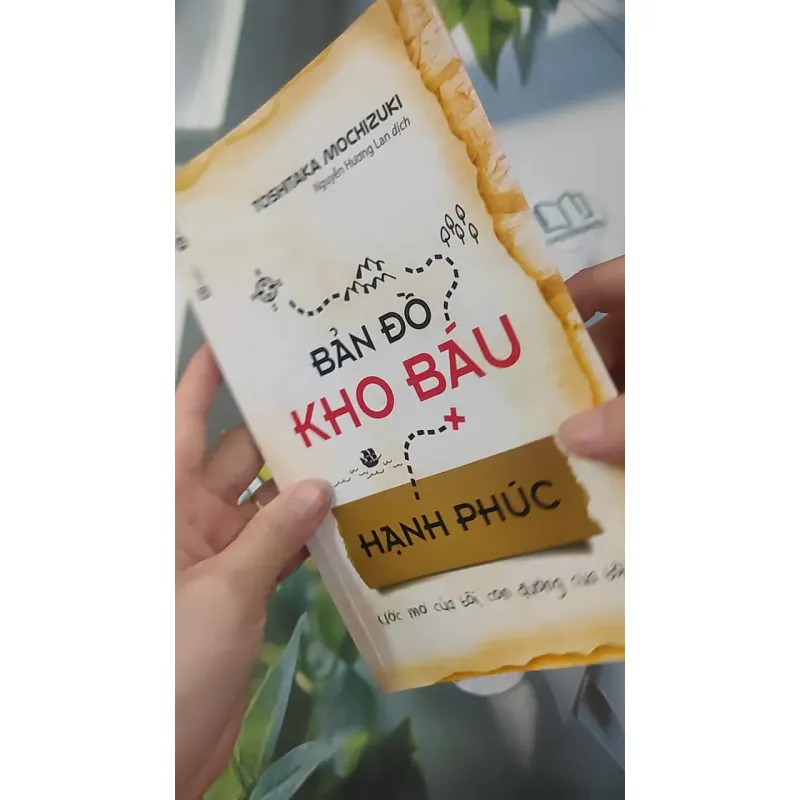 TOSHITAKA MOCHIZUKI
Nguyễn Hương Lan dịch
BẢN ĐỒ
KHO BÁU
HẠNH PHÚC
Ước mơ của tôi, con đường của tôi